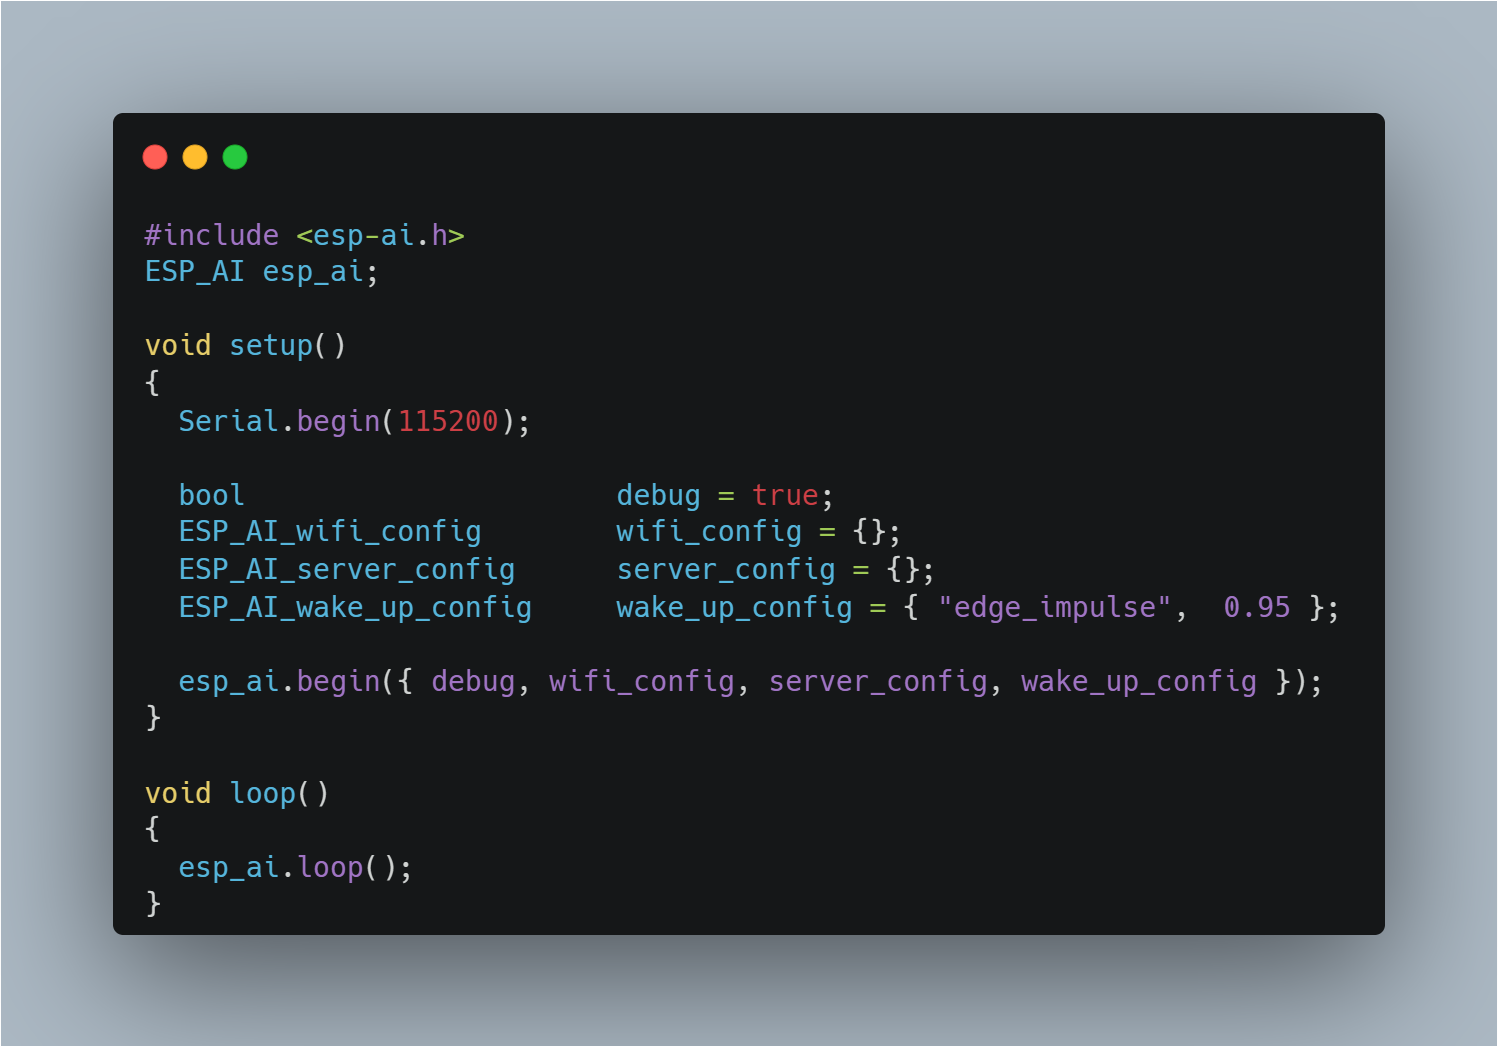 #include <esp-ai.h>
ESP_AI esp_ai;
void setup()
{
  Serial.begin(115200);
  bool                      debug = true;
  ESP_AI_wifi_config        wifi_config = {};
  ESP_AI_server_config      server_config = {};
  ESP_AI_wake_up_config     wake_up_config = { "edge_impulse",  0.95 };
  esp_ai.begin({ debug, wifi_config, server_config, wake_up_config });
}
void loop()
{
  esp_ai.loop();
}